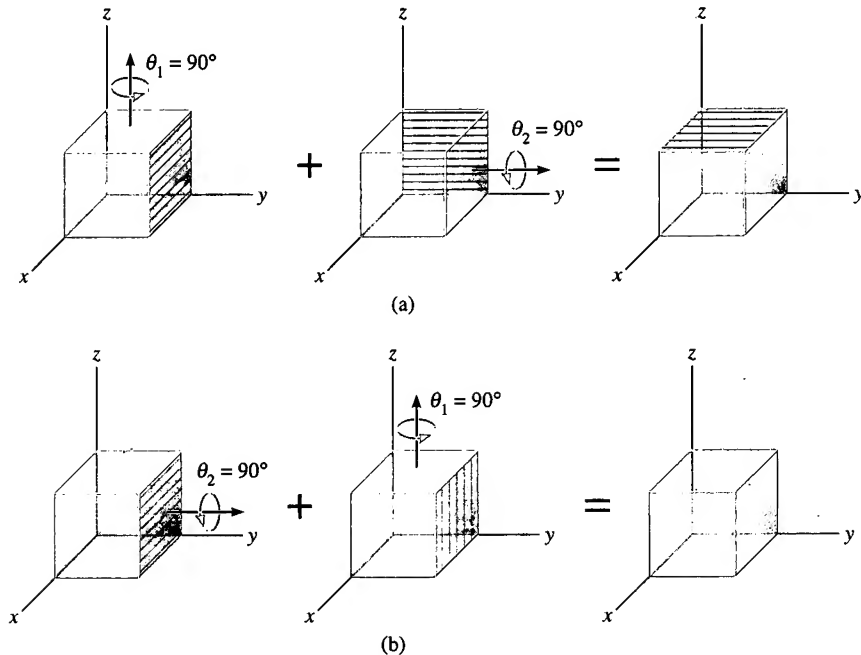 z
θ₁ = 90°
y
x
+
z
θ₂ = 90°
y
x
=
z
y
x
(a)
z
θ₂ = 90°
y
x
+
z
θ₁ = 90°
y
x
=
z
y
x
(b)